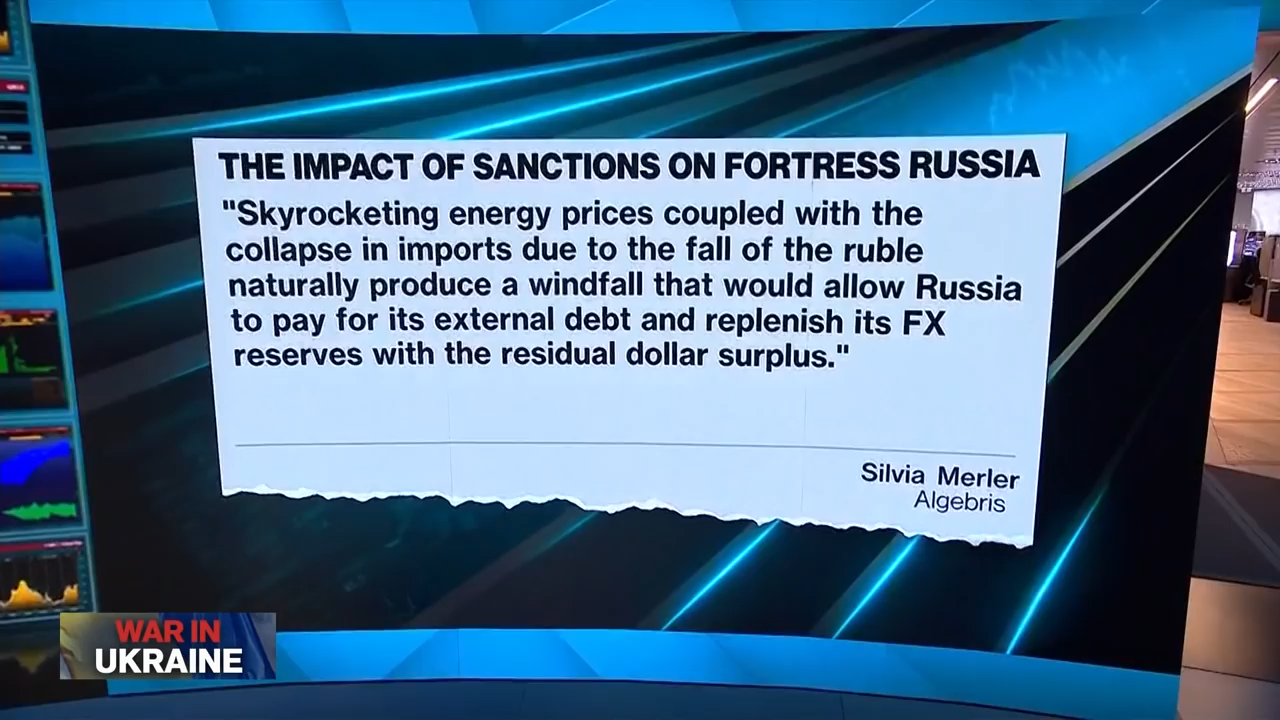 THE IMPACT OF SANCTIONS ON FORTRESS RUSSIA
"Skyrocketing energy prices coupled with the
collapse in imports due to the fall of the ruble
naturally produce a windfall that would allow Russia
to pay for its external debt and replenish its FX
reserves with the residual dollar surplus."
Silvia Merler
Algebris
WAR IN
UKRAINE